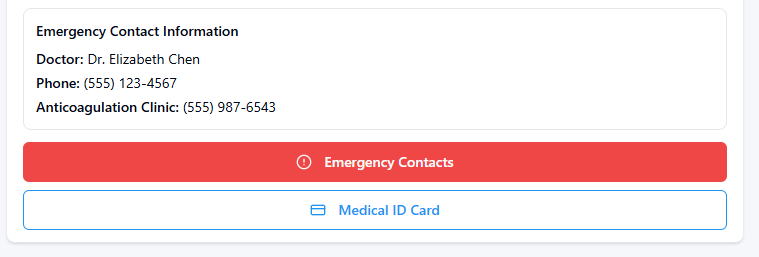 Emergency Contact Information
Doctor: Dr. Elizabeth Chen
Phone: (555) 123-4567
Anticoagulation Clinic: (555) 987-6543
Emergency Contacts
Medical ID Card